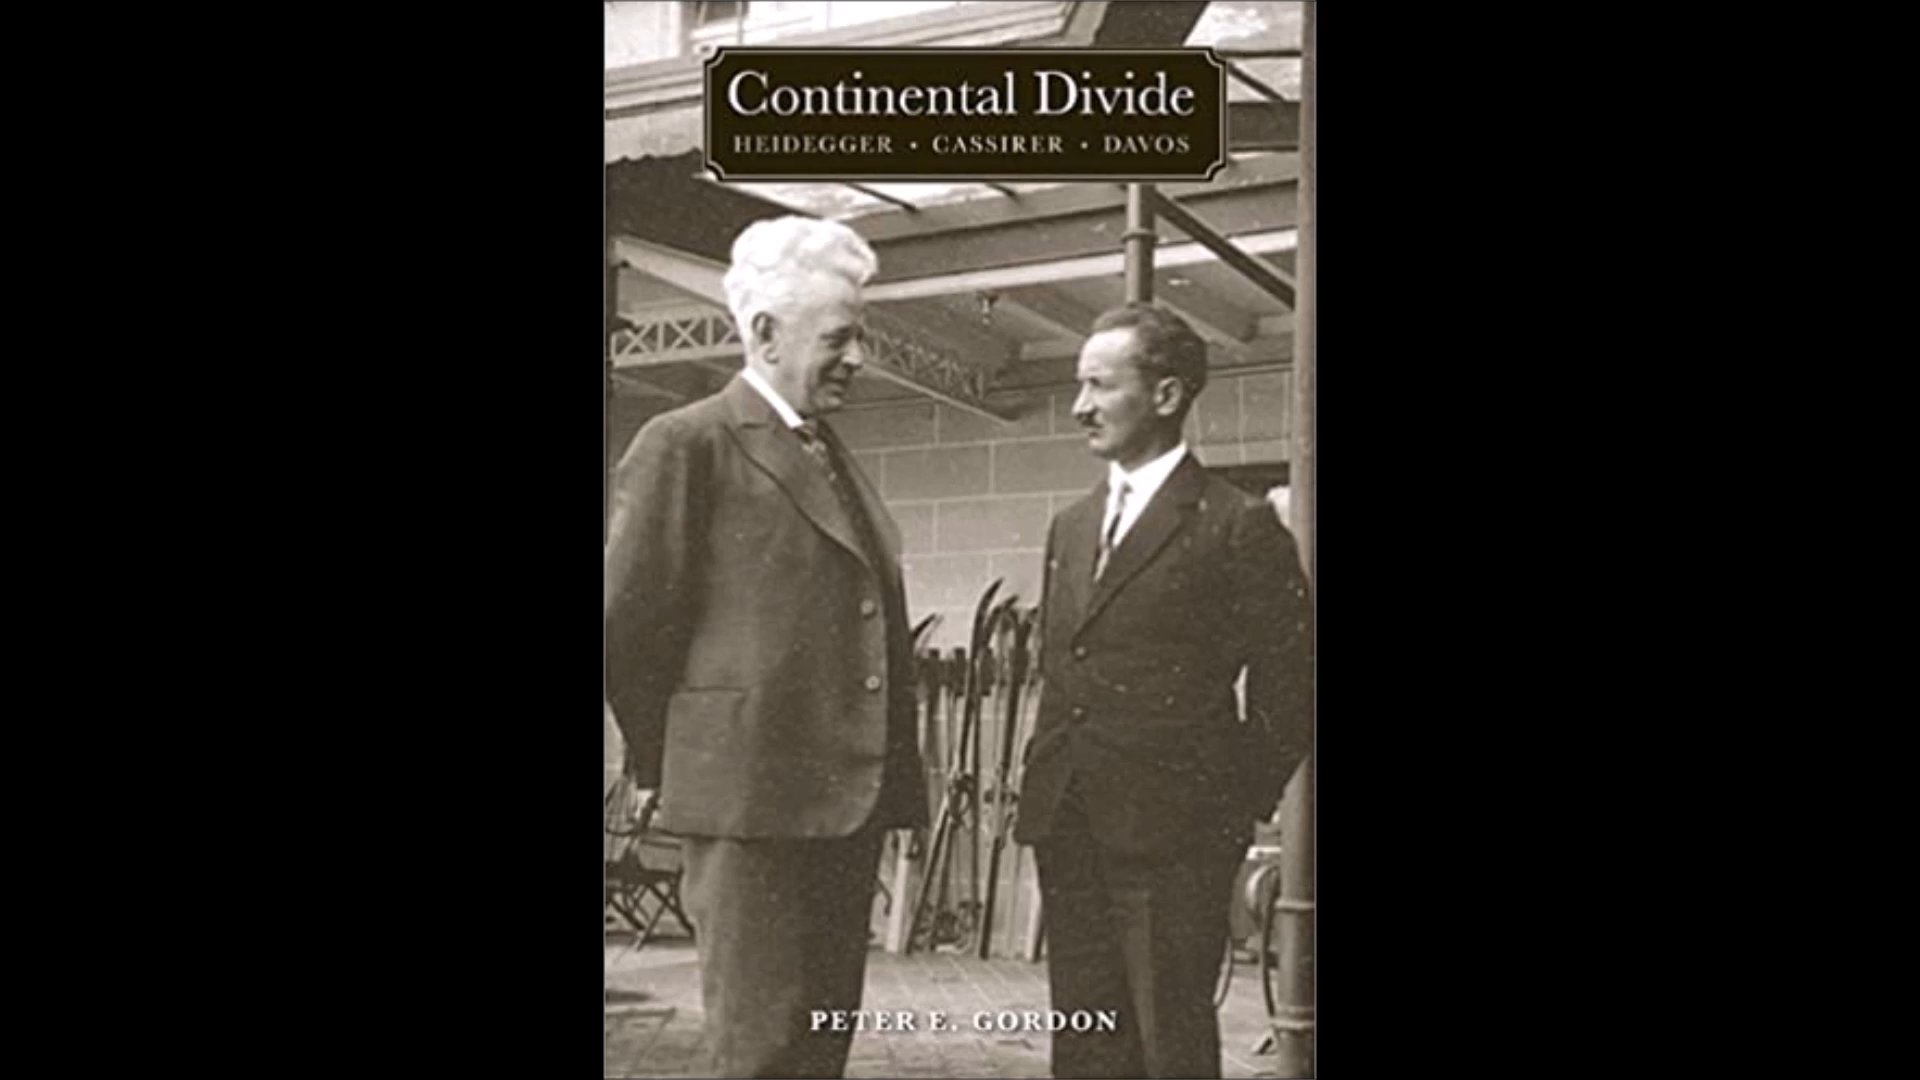 Continental Divide
HEIDEGGER • CASSIRER • DAVOS
PETER E. GORDON